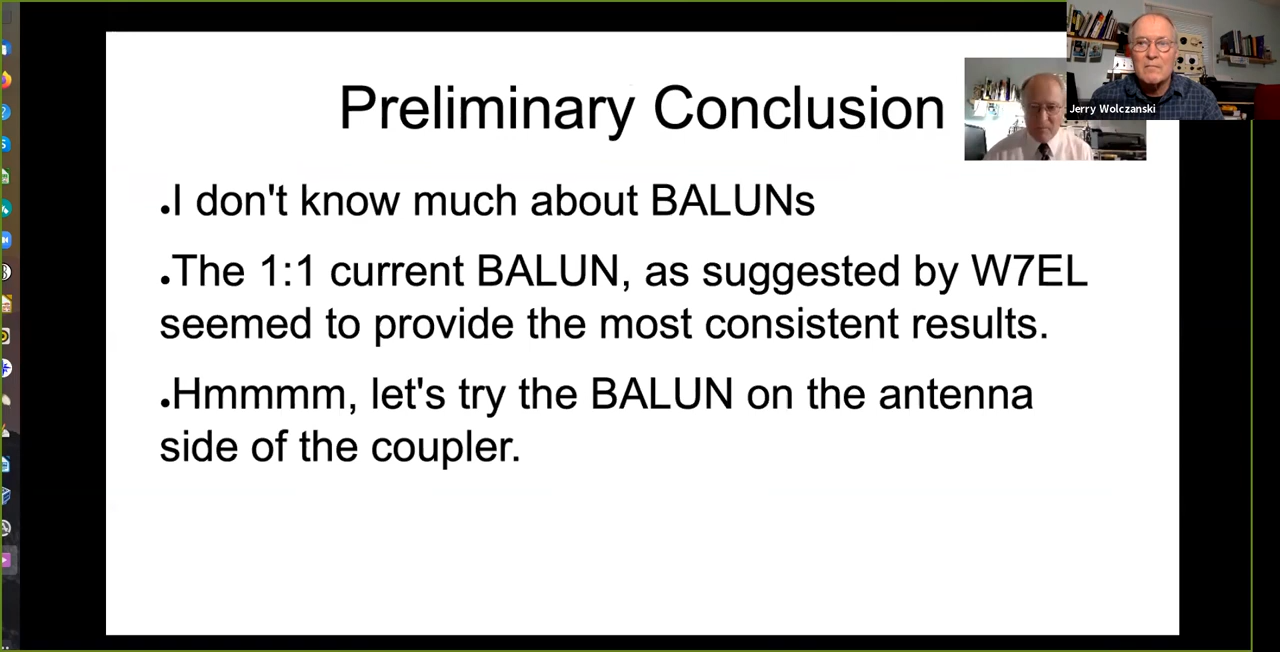 Preliminary Conclusion
Jerry Wolczanski
.I don't know much about BALUNs
.The 1:1 current BALUN, as suggested by W7EL
seemed to provide the most consistent results.
.Hmmmm, let's try the BALUN on the antenna
side of the coupler.